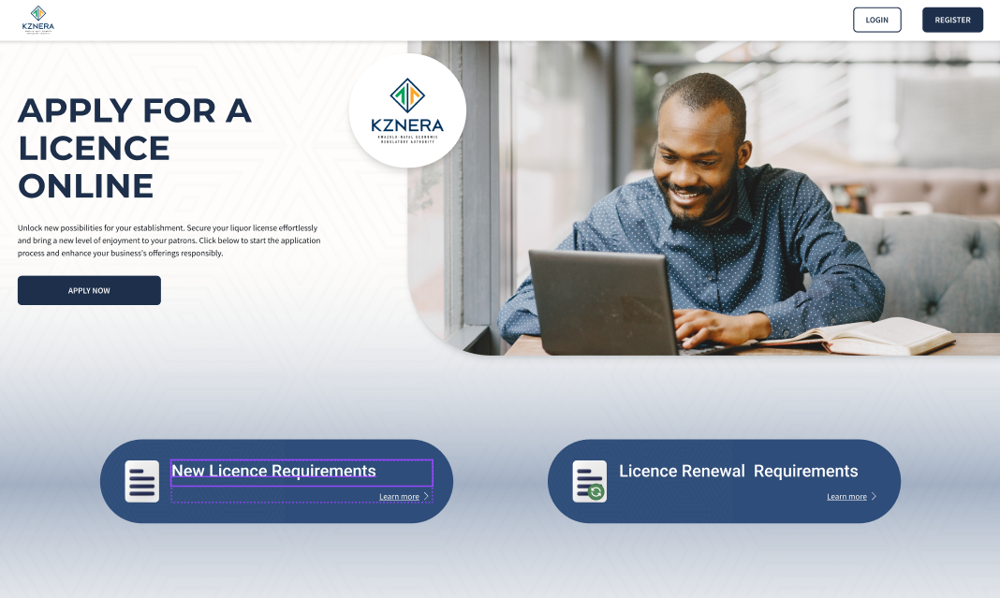 KZNERA
LOGIN
REGISTER
APPLY FOR A
LICENCE
ONLINE
KZNERA
KWAZULU-NATAL ECONOMIC
REGULATORY AUTHORITY
Unlock new possibilities for your establishment. Secure your liquor license effortlessly
and bring a new level of enjoyment to your patrons. Click below to start the application
process and enhance your business's offerings responsibly.
APPLY NOW
New Licence Requirements
Learn more
Licence Renewal  Requirements
Learn more